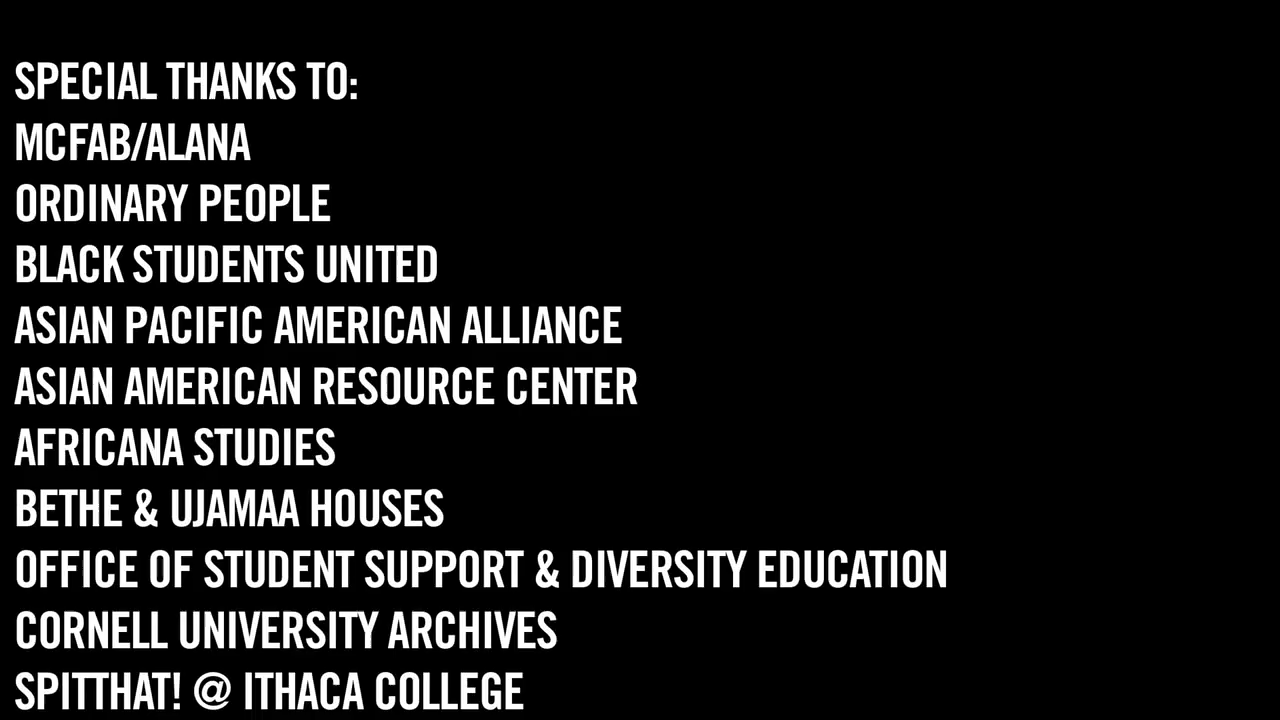 SPECIAL THANKS TO:
MCFAB/ALANA
ORDINARY PEOPLE
BLACK STUDENTS UNITED
ASIAN PACIFIC AMERICAN ALLIANCE
ASIAN AMERICAN RESOURCE CENTER
AFRICANA STUDIES
BETHE & UJAMAA HOUSES
OFFICE OF STUDENT SUPPORT & DIVERSITY EDUCATION
CORNELL UNIVERSITY ARCHIVES
SPITTHAT! @ ITHACA COLLEGE